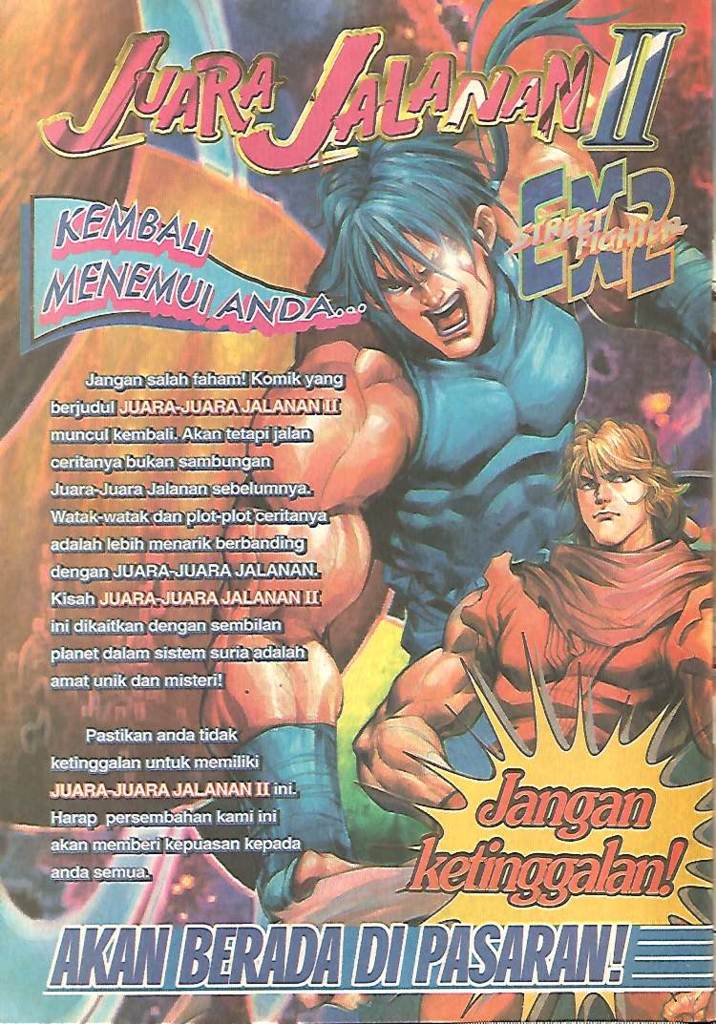 JUARA JALANAN II
STREET FIGHTER
EX2
KEMBALI
MENEMUI ANDA...
Jangan salah faham! Komik yang
berjudul JUARA-JUARA JALANAN II
muncul kembali. Akan tetapi jalan
ceritanya bukan sambungan
Juara-Juara Jalanan sebelumnya.
Watak-watak dan plot-plot ceritanya
adalah lebih menarik berbanding
dengan JUARA-JUARA JALANAN.
Kisah JUARA-JUARA JALANAN II
ini dikaitkan dengan sembilan
planet dalam sistem suria adalah
amat unik dan misteri!
Pastikan anda tidak
ketinggalan untuk memiliki
JUARA-JUARA JALANAN II ini.
Harap persembahan kami ini
akan memberi kepuasan kepada
anda semua.
Jangan
ketinggalan!
AKAN BERADA DI PASARAN!